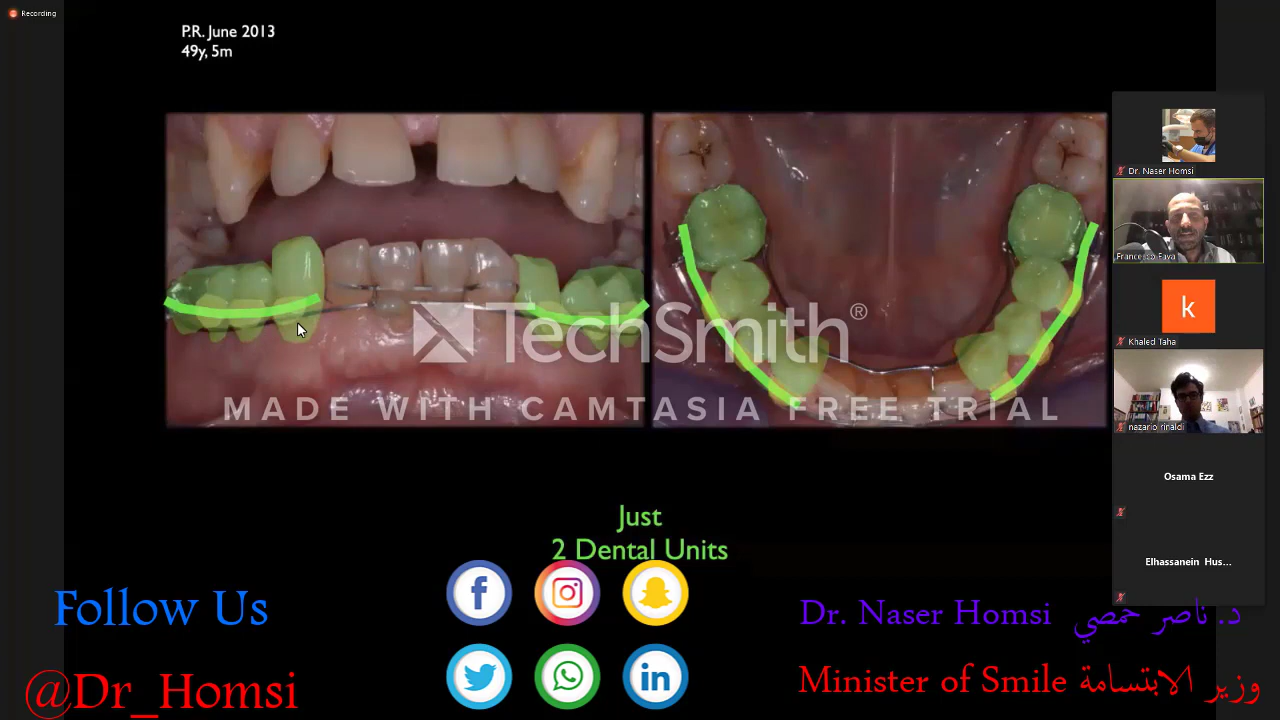 Recording
P.R. June 2013
49y, 5m
Dr. Naser Homsi
Francesco Fava
Khaled Taha
k
nazario rinaldi
Osama Ezz
Elhassanein Hus...
TechSmith®
MADE WITH CAMTASIA FREE TRIAL
Just
2 Dental Units
Follow Us
@Dr_Homsi
Dr. Naser Homsi د. ناصر حمصي
Minister of Smile وزير الابتسامة